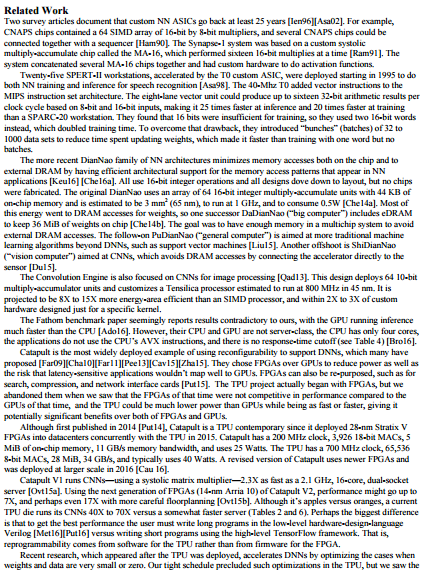 Related Work
Two survey articles document that custom NN ASICs go back at least 25 years [Ien96][Asa02]. For example,
CNAPS chips contained a 64 SIMD array of 16-bit by 8-bit multipliers, and several CNAPS chips could be
connected together with a sequencer [Ham90]. The Synapse-1 system was based on a custom systolic
multiply-accumulate chip called the MA-16, which performed sixteen 16-bit multiplies at a time [Ram91]. The
system concatenated several MA-16 chips together and had custom hardware to do activation functions.
Twenty-five SPERT-II workstations, accelerated by the T0 custom ASIC, were deployed starting in 1995 to do
both NN training and inference for speech recognition [Asa98]. The 40-Mhz T0 added vector instructions to the
MIPS instruction set architecture. The eight-lane vector unit could produce up to sixteen 32-bit arithmetic results per
clock cycle based on 8-bit and 16-bit inputs, making it 25 times faster at inference and 20 times faster at training
than a SPARC-20 workstation. They found that 16 bits were insufficient for training, so they used two 16-bit words
instead, which doubled training time. To overcome that drawback, they introduced "bunches" (batches) of 32 to
1000 data sets to reduce time spent updating weights, which made it faster than training with one word but no
batches.
The more recent DianNao family of NN architectures minimizes memory accesses both on the chip and to
external DRAM by having efficient architectural support for the memory access patterns that appear in NN
applications [Keu16] [Che16a]. All use 16-bit integer operations and all designs dove down to layout, but no chips
were fabricated. The original DianNao uses an array of 64 16-bit integer multiply-accumulate units with 44 KB of
on-chip memory and is estimated to be 3 mm² (65 nm), to run at 1 GHz, and to consume 0.5W [Che14a]. Most of
this energy went to DRAM accesses for weights, so one successor DaDianNao ("big computer") includes eDRAM
to keep 36 MiB of weights on chip [Che14b]. The goal was to have enough memory in a multichip system to avoid
external DRAM accesses. The follow-on PuDianNao ("general computer") is aimed at more traditional machine
learning algorithms beyond DNNs, such as support vector machines [Liu15]. Another offshoot is ShiDianNao
("vision computer") aimed at CNNs, which avoids DRAM accesses by connecting the accelerator directly to the
sensor [Du15].
The Convolution Engine is also focused on CNNs for image processing [Qad13]. This design deploys 64 10-bit
multiply-accumulator units and customizes a Tensilica processor estimated to run at 800 MHz in 45 nm. It is
projected to be 8X to 15X more energy-area efficient than an SIMD processor, and within 2X to 3X of custom
hardware designed just for a specific kernel.
The Fathom benchmark paper seemingly reports results contradictory to ours, with the GPU running inference
much faster than the CPU [Ado16]. However, their CPU and GPU are not server-class, the CPU has only four cores,
the applications do not use the CPU's AVX instructions, and there is no response-time cutoff (see Table 4) [Bro16].
Catapult is the most widely deployed example of using reconfigurability to support DNNs, which many have
proposed [Far09][Cha10][Far11][Pee13][Cav15][Zha15]. They chose FPGAs over GPUs to reduce power as well as
the risk that latency-sensitive applications wouldn't map well to GPUs. FPGAs can also be re-purposed, such as for
search, compression, and network interface cards [Put15]. The TPU project actually began with FPGAs, but we
abandoned them when we saw that the FPGAs of that time were not competitive in performance compared to the
GPUs of that time, and the TPU could be much lower power than GPUs while being as fast or faster, giving it
potentially significant benefits over both of FPGAs and GPUs.
Although first published in 2014 [Put14], Catapult is a TPU contemporary since it deployed 28-nm Stratix V
FPGAs into datacenters concurrently with the TPU in 2015. Catapult has a 200 MHz clock, 3,926 18-bit MACs, 5
MiB of on-chip memory, 11 GB/s memory bandwidth, and uses 25 Watts. The TPU has a 700 MHz clock, 65,536
8-bit MACs, 28 MiB, 34 GB/s, and typically uses 40 Watts. A revised version of Catapult uses newer FPGAs and
was deployed at larger scale in 2016 [Cau 16].
Catapult V1 runs CNNs—using a systolic matrix multiplier—2.3X as fast as a 2.1 GHz, 16-core, dual-socket
server [Ovt15a]. Using the next generation of FPGAs (14-nm Arria 10) of Catapult V2, performance might go up to
7X, and perhaps even 17X with more careful floorplanning [Ovt15b]. Although it's apples versus oranges, a current
TPU die runs its CNNs 40X to 70X versus a somewhat faster server (Tables 2 and 6). Perhaps the biggest difference
is that to get the best performance the user must write long programs in the low-level hardware-design-language
Verilog [Met16][Put16] versus writing short programs using the high-level TensorFlow framework. That is,
reprogrammability comes from software for the TPU rather than from firmware for the FPGA.
Recent research, which appeared after the TPU was deployed, accelerates DNNs by optimizing the cases when
weights and data are very small or zero. Our tight schedule precluded such optimizations in the TPU, but we saw the